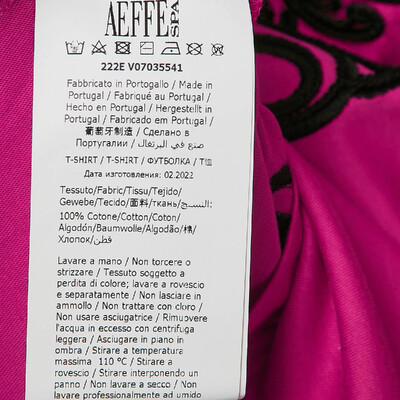 AEFFE SPA
222E V07035541
Fabbricato in Portogallo / Made in
Portugal / Fabriqué au Portugal /
Hecho en Portugal / Hergestellt in
Portugal / Fabricado em Portugal /
葡萄牙制造 / Сделано в
Португалии / صنع في البرتغال
T-SHIRT / T-SHIRT / ФУТБОЛКА / T恤
Дата изготовления: 02.2022
Tessuto/Fabric/Tissu/Tejido/
Gewebe/Tecido/面料/ткань/النسيج:
100% Cotone/Cotton/Coton/
Algodón/Baumwolle/Algodão/棉/
Хлопок/قطن
Lavare a mano / Non torcere o
strizzare / Tessuto soggetto a
perdita di colore; lavare a rovescio
e separatamente / Non lasciare in
ammollo / Non trattare con cloro /
Non usare asciugatrice / Rimuovere
l'acqua in eccesso con centrifuga
leggera / Asciugare in piano in
ombra / Stirare a temperatura
massima 110 °C / Stirare a
rovescio / Stirare interponendo un
panno / Non lavare a secco / Non
lavare professionalmente ad